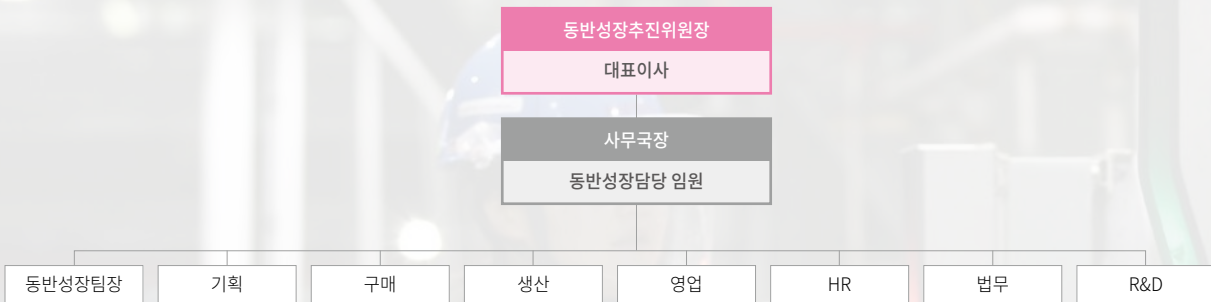 동반성장추진위원장
대표이사
사무국장
동반성장담당 임원
동반성장팀장
기획
구매
생산
영업
HR
법무
R&D